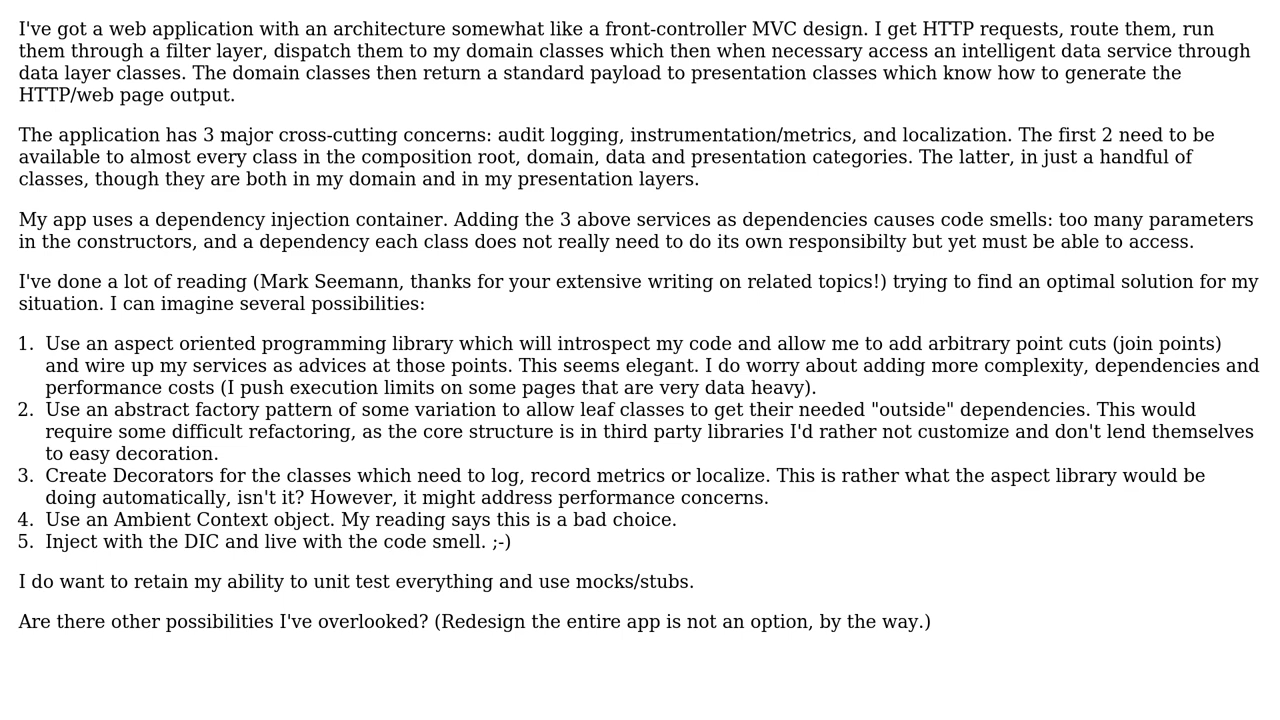 I've got a web application with an architecture somewhat like a front-controller MVC design. I get HTTP requests, route them, run
them through a filter layer, dispatch them to my domain classes which then when necessary access an intelligent data service through
data layer classes. The domain classes then return a standard payload to presentation classes which know how to generate the
HTTP/web page output.
The application has 3 major cross-cutting concerns: audit logging, instrumentation/metrics, and localization. The first 2 need to be
available to almost every class in the composition root, domain, data and presentation categories. The latter, in just a handful of
classes, though they are both in my domain and in my presentation layers.
My app uses a dependency injection container. Adding the 3 above services as dependencies causes code smells: too many parameters
in the constructors, and a dependency each class does not really need to do its own responsibilty but yet must be able to access.
I've done a lot of reading (Mark Seemann, thanks for your extensive writing on related topics!) trying to find an optimal solution for my
situation. I can imagine several possibilities:
1. Use an aspect oriented programming library which will introspect my code and allow me to add arbitrary point cuts (join points)
and wire up my services as advices at those points. This seems elegant. I do worry about adding more complexity, dependencies and
performance costs (I push execution limits on some pages that are very data heavy).
2. Use an abstract factory pattern of some variation to allow leaf classes to get their needed "outside" dependencies. This would
require some difficult refactoring, as the core structure is in third party libraries I'd rather not customize and don't lend themselves
to easy decoration.
3. Create Decorators for the classes which need to log, record metrics or localize. This is rather what the aspect library would be
doing automatically, isn't it? However, it might address performance concerns.
4. Use an Ambient Context object. My reading says this is a bad choice.
5. Inject with the DIC and live with the code smell. ;-)
I do want to retain my ability to unit test everything and use mocks/stubs.
Are there other possibilities I've overlooked? (Redesign the entire app is not an option, by the way.)